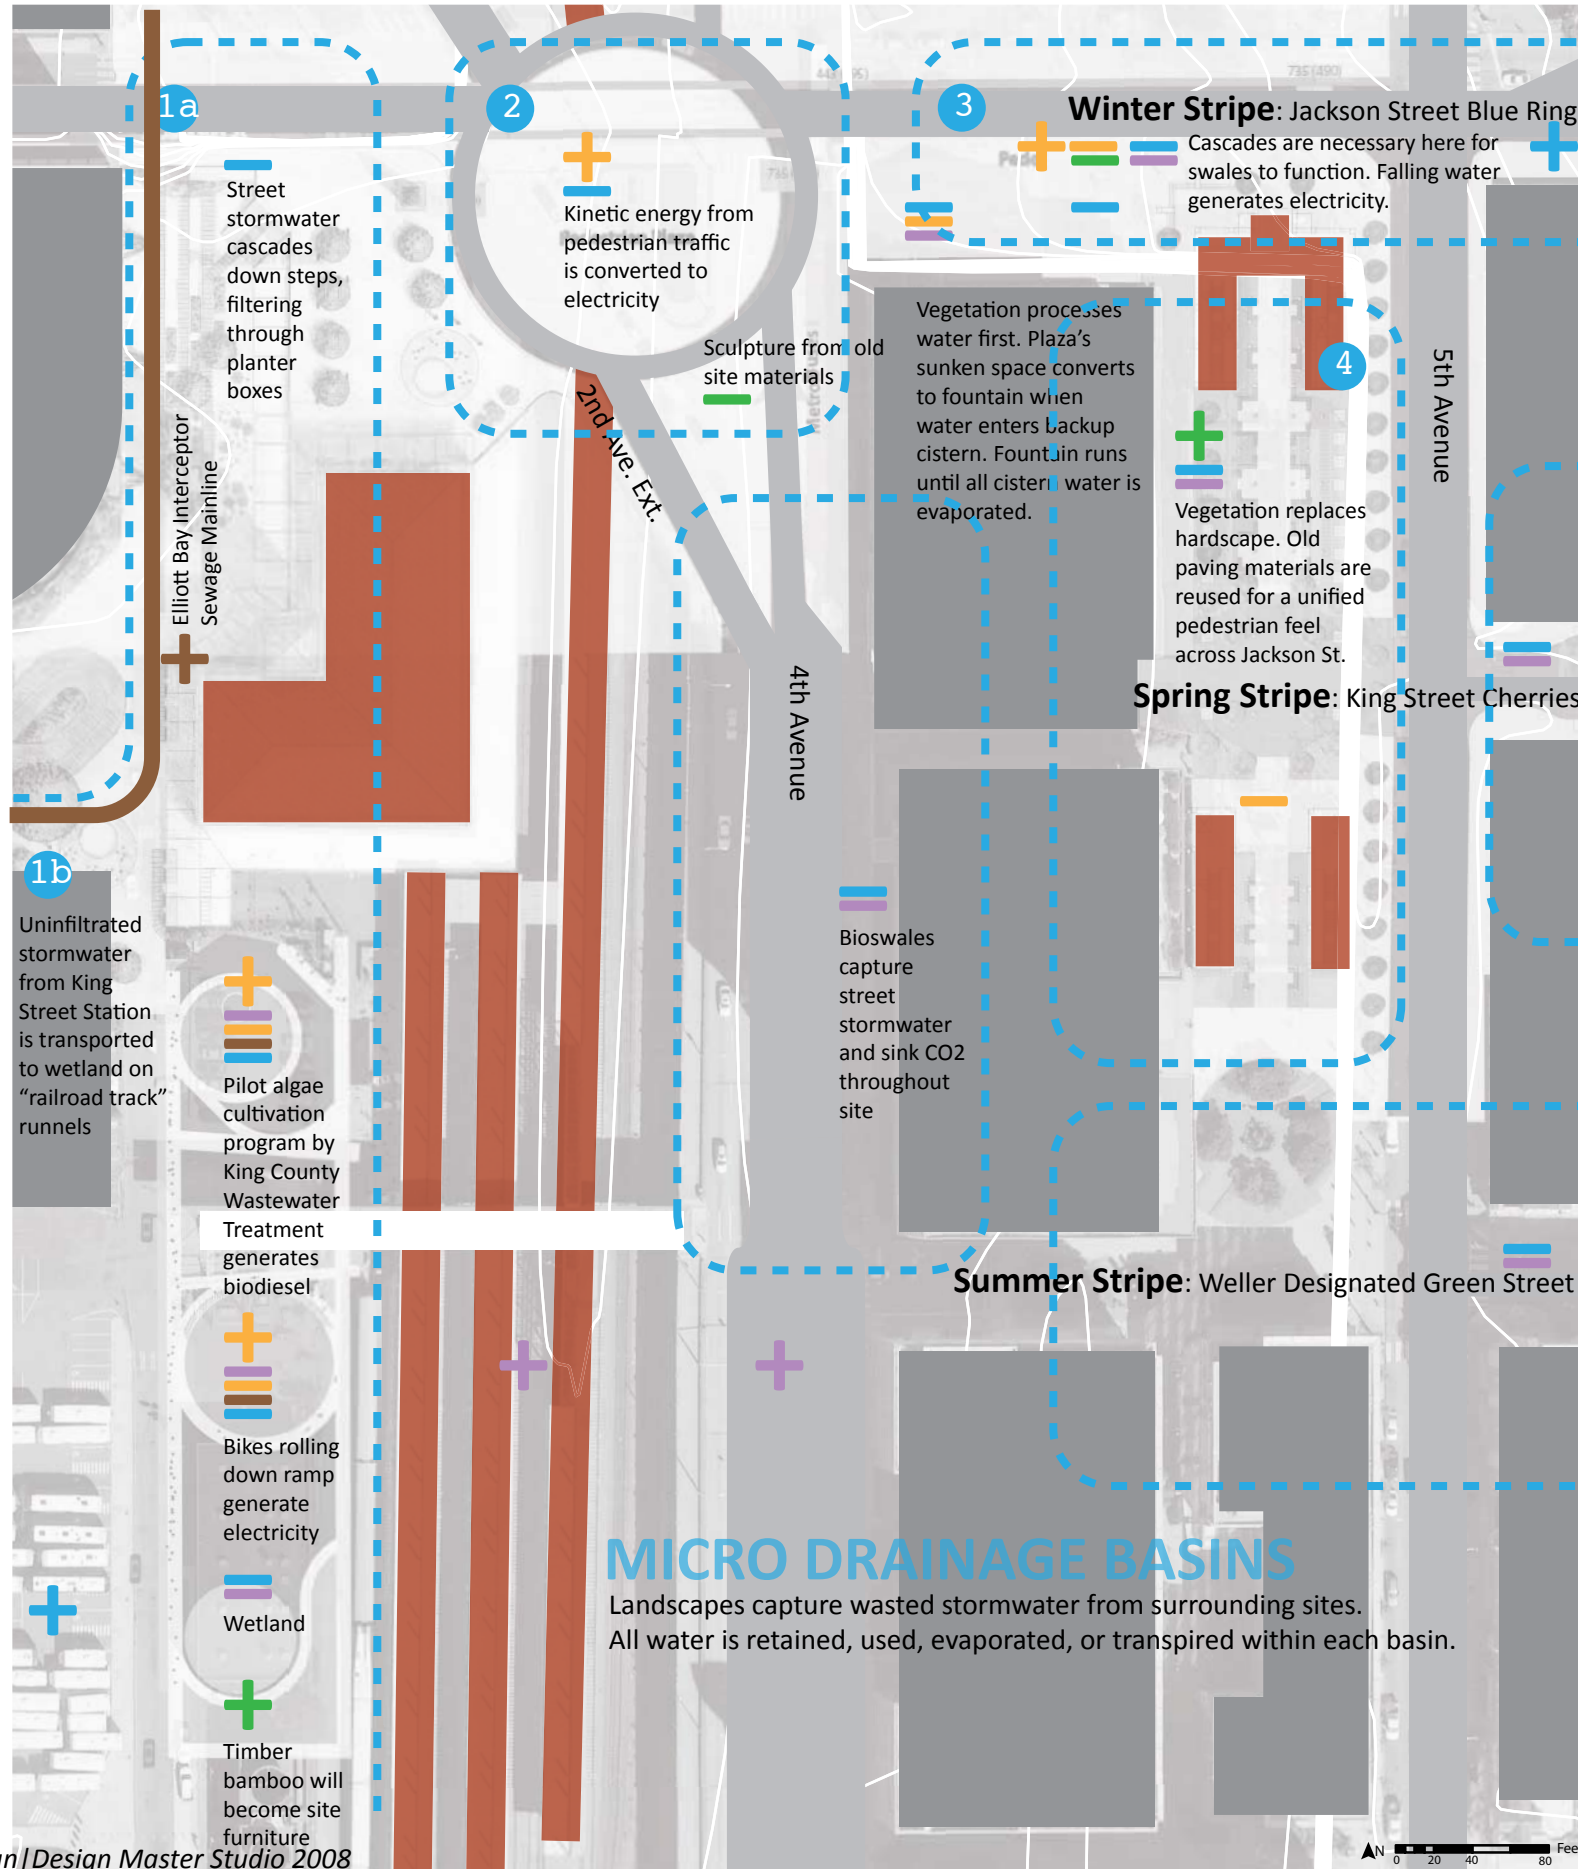 1a
2
3
Winter Stripe: Jackson Street Blue Ring
Cascades are necessary here for
swales to function. Falling water
generates electricity.
Street
stormwater
cascades
down steps,
filtering
through
planter
boxes
Kinetic energy from
pedestrian traffic
is converted to
electricity
Sculpture from old
site materials
Vegetation processes
water first. Plaza’s
sunken space converts
to fountain when
water enters backup
cistern. Fountain runs
until all cistern water is
evaporated.
4
5th Avenue
2nd Ave. Ext.
Elliott Bay Interceptor
Sewage Mainline
Vegetation replaces
hardscape. Old
paving materials are
reused for a unified
pedestrian feel
across Jackson St.
4th Avenue
Spring Stripe: King Street Cherries
1b
Uninfiltrated
stormwater
from King
Street Station
is transported
to wetland on
“railroad track”
runnels
Bioswales
capture
street
stormwater
and sink CO2
throughout
site
Pilot algae
cultivation
program by
King County
Wastewater
Treatment
generates
biodiesel
Summer Stripe: Weller Designated Green Street
Bikes rolling
down ramp
generate
electricity
MICRO DRAINAGE BASINS
Landscapes capture wasted stormwater from surrounding sites.
All water is retained, used, evaporated, or transpired within each basin.
Wetland
Timber
bamboo will
become site
furniture
n|Design Master Studio 2008
N
0 20 40 80 Fee
735 (490)